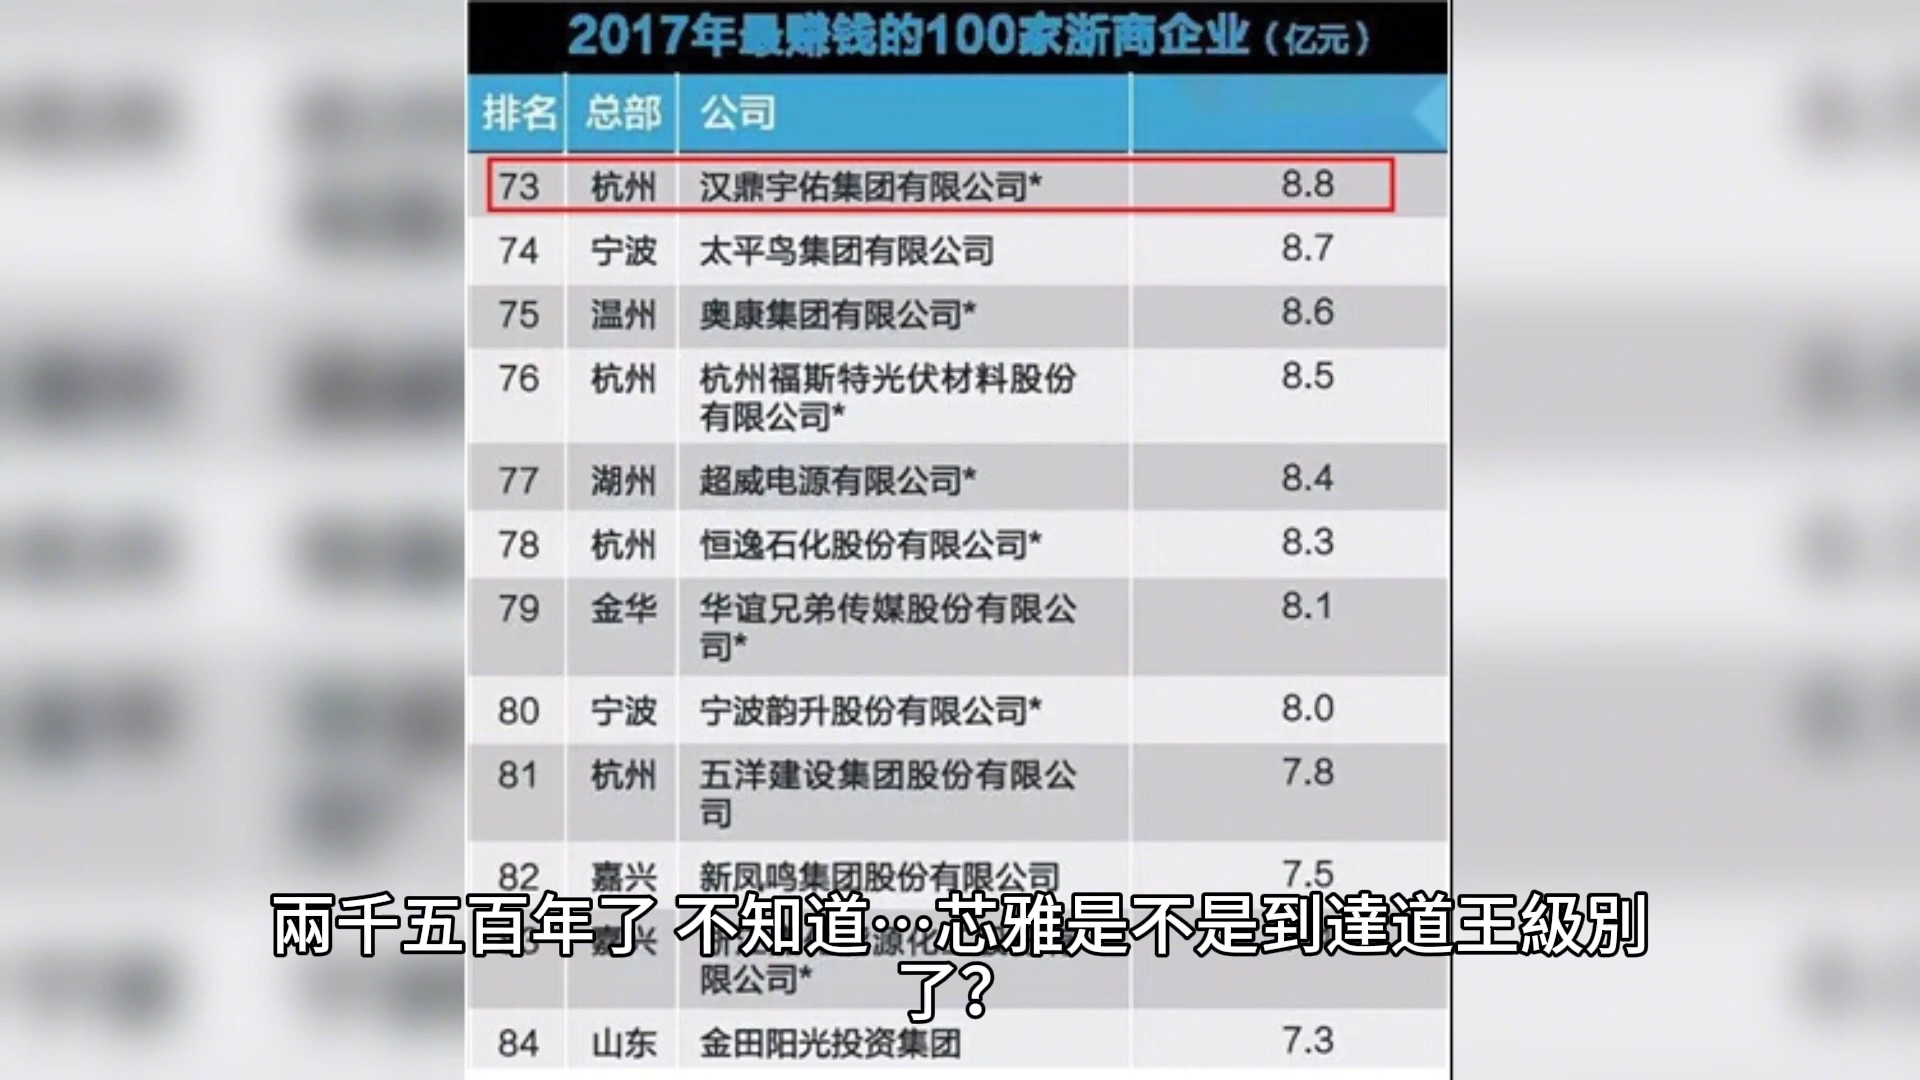 2017年最赚钱的100家浙商企业（亿元）
排名 总部 公司
73 杭州 汉鼎宇佑集团有限公司* 8.8
74 宁波 太平鸟集团有限公司 8.7
75 温州 奥康集团有限公司* 8.6
76 杭州 杭州福斯特光伏材料股份 8.5
有限公司*
77 湖州 超威电源有限公司* 8.4
78 杭州 恒逸石化股份有限公司* 8.3
79 金华 华谊兄弟传媒股份有限公 8.1
司*
80 宁波 宁波韵升股份有限公司* 8.0
81 杭州 五洋建设集团股份有限公 7.8
司
82 嘉兴 新凤鸣集团股份有限公司 7.5
兩千五百年了 不知道…芯雅是不是到達道王級別
了？
嘉兴
限公司*
84 山东 金田阳光投资集团 7.3